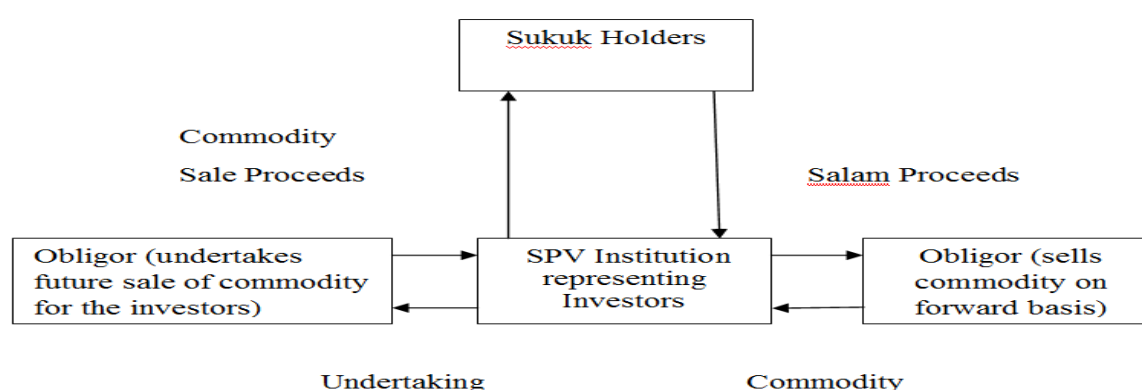 Sukuk Holders
Commodity
Sale Proceeds
Salam Proceeds
Obligor (undertakes
future sale of commodity
for the investors)
SPV Institution
representing
Investors
Obligor (sells
commodity on
forward basis)
Undertaking
Commodity